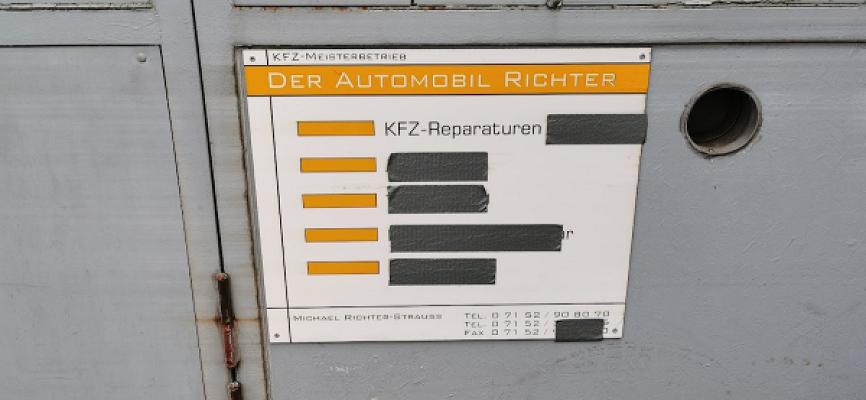 KFZ-Meisterbetrieb
Der Automobil Richter
KFZ-Reparaturen
Michael Richter-Strauss
Tel. 0 71 52 / 90 80 70
Tel. 0 71 52 /
Fax 0 71 52 /